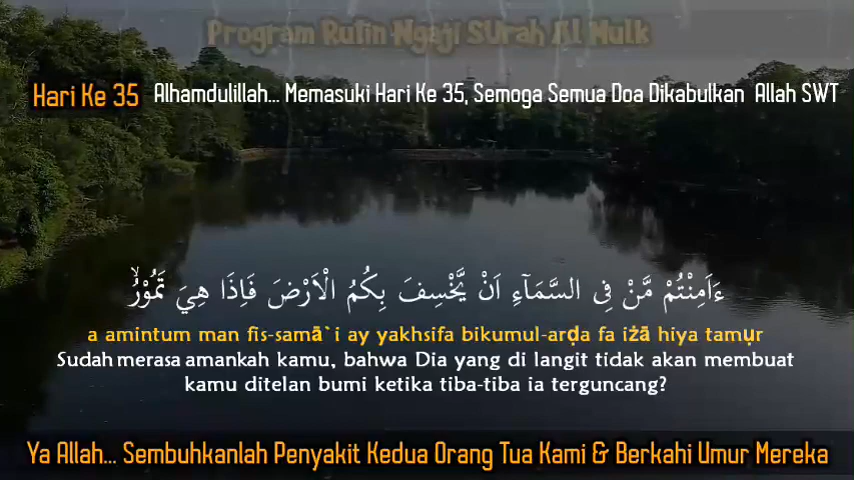 Program Rutin Ngaji SUrah Al Mulk
Hari Ke 35 Alhamdulillah... Memasuki Hari Ke 35, Semoga Semua Doa Dikabulkan Allah SWT
ءَاَمِنْتُمْ مَّنْ فِى السَّمَاۤءِ اَنْ يَّخْسِفَ بِكُمُ الْاَرْضَ فَاِذَا هِيَ تَمُوْرُۙ
a amintum man fis-samā`i ay yakhsifa bikumul-arḍa fa iżā hiya tamụr
Sudah merasa amankah kamu, bahwa Dia yang di langit tidak akan membuat
kamu ditelan bumi ketika tiba-tiba ia terguncang?
Ya Allah... Sembuhkanlah Penyakit Kedua Orang Tua Kami & Berkahi Umur Mereka